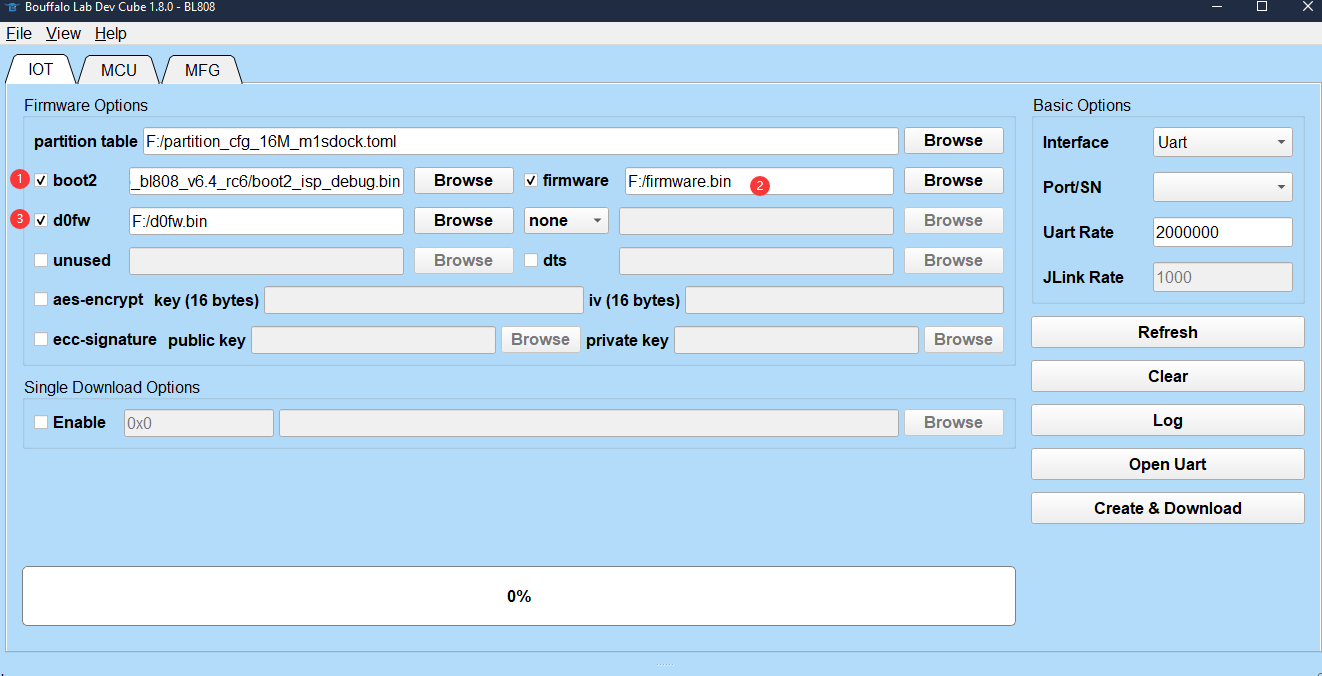 Bouffalo Lab Dev Cube 1.8.0 - BL808
File View Help
IOT MCU MFG
Firmware Options
partition table F:/partition_cfg_16M_m1sdock.toml Browse
1 boot2 _bl808_v6.4_rc6/boot2_isp_debug.bin Browse firmware F:/firmware.bin 2 Browse
3 d0fw F:/d0fw.bin Browse none Browse
unused Browse dts Browse
aes-encrypt key (16 bytes) iv (16 bytes)
ecc-signature public key Browse private key Browse
Single Download Options
Enable 0x0 Browse
0%
Basic Options
Interface Uart
Port/SN
Uart Rate 2000000
JLink Rate 1000
Refresh
Clear
Log
Open Uart
Create & Download